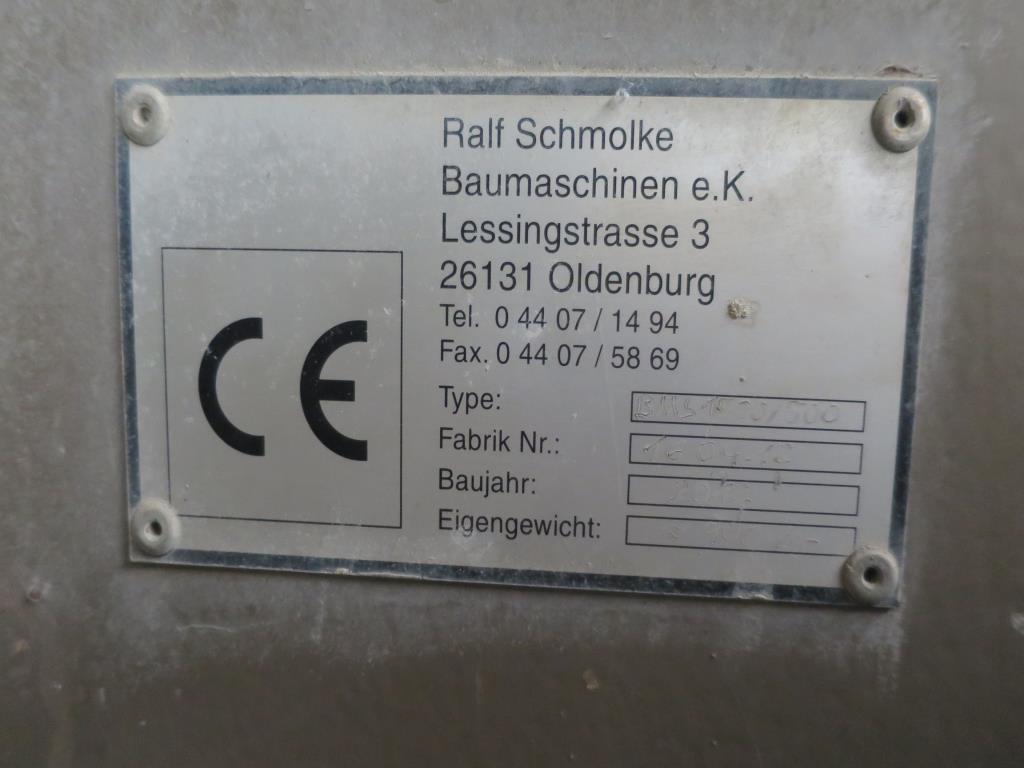 Ralf Schmolke
Baumaschinen e.K.
Lessingstrasse 3
26131 Oldenburg
Tel. 0 44 07 / 14 94
Fax. 0 44 07 / 58 69
CE
Type:
Fabrik Nr.:
Baujahr:
Eigengewicht: